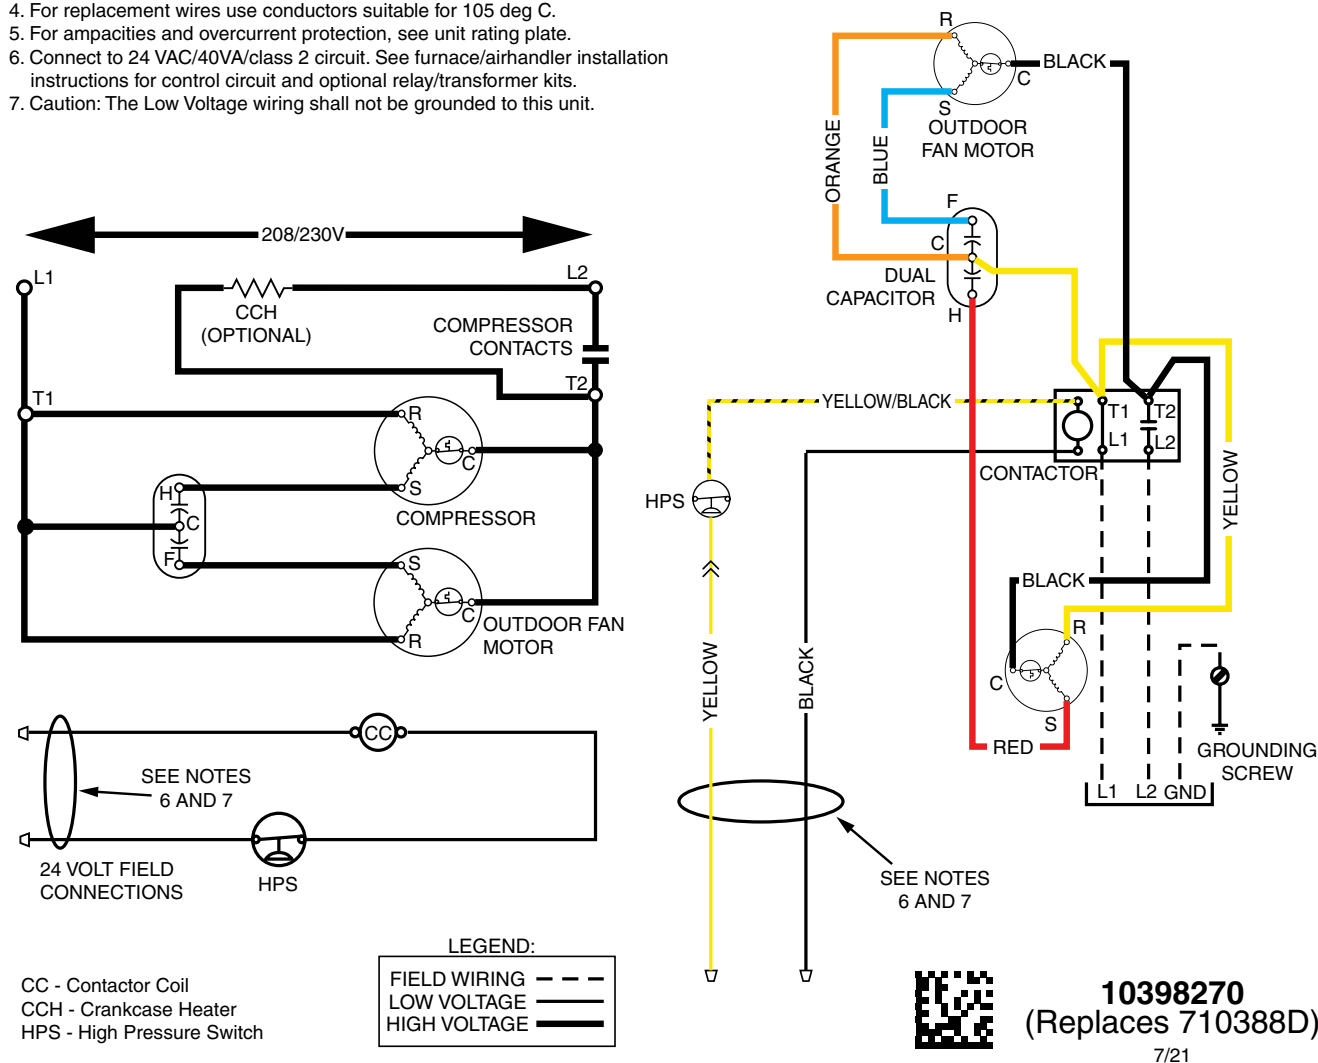 4. For replacement wires use conductors suitable for 105 deg C.
5. For ampacities and overcurrent protection, see unit rating plate.
6. Connect to 24 VAC/40VA/class 2 circuit. See furnace/airhandler installation
instructions for control circuit and optional relay/transformer kits.
7. Caution: The Low Voltage wiring shall not be grounded to this unit.
208/230V
L1
L2
CCH
(OPTIONAL)
COMPRESSOR
CONTACTS
T1
T2
R
C
S
COMPRESSOR
H
C
F
S
C
R
OUTDOOR FAN
MOTOR
CC
SEE NOTES
6 AND 7
24 VOLT FIELD
CONNECTIONS
HPS
CC - Contactor Coil
CCH - Crankcase Heater
HPS - High Pressure Switch
LEGEND:
FIELD WIRING
LOW VOLTAGE
HIGH VOLTAGE
R
BLACK
C
S
OUTDOOR
FAN MOTOR
ORANGE
BLUE
F
C
DUAL
CAPACITOR
H
YELLOW/BLACK
T1
T2
L1
L2
CONTACTOR
HPS
YELLOW
BLACK
R
C
S
RED
YELLOW
BLACK
GROUNDING
SCREW
L1
L2
GND
SEE NOTES
6 AND 7
10398270
(Replaces 710388D)
7/21